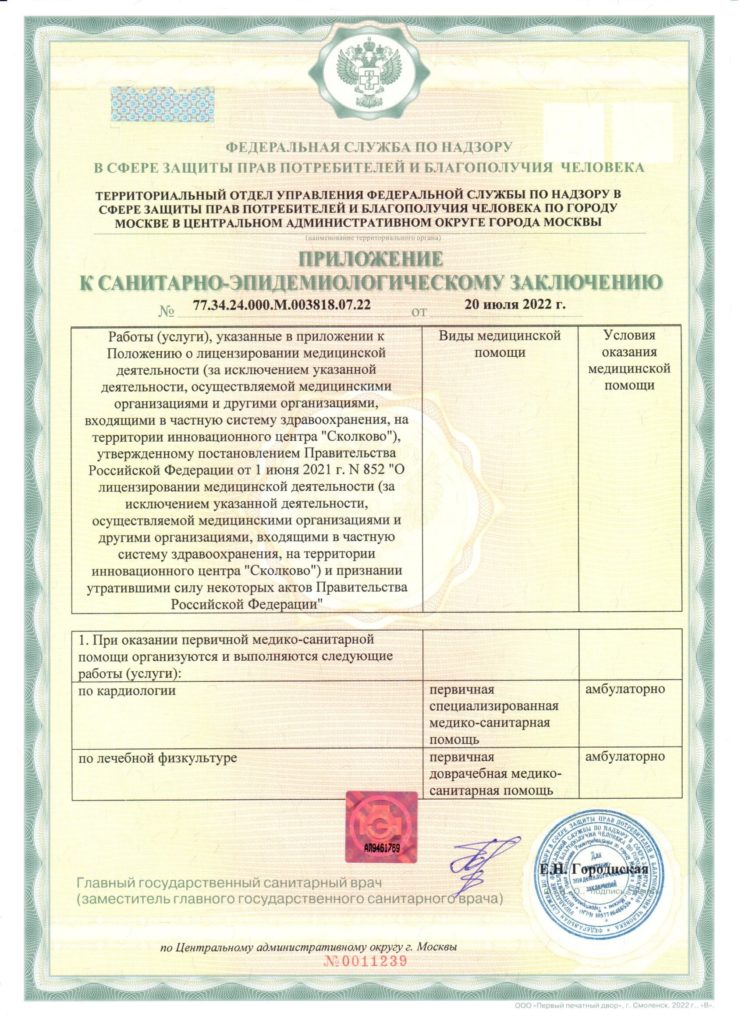 ФЕДЕРАЛЬНАЯ СЛУЖБА ПО НАДЗОРУ
В СФЕРЕ ЗАЩИТЫ ПРАВ ПОТРЕБИТЕЛЕЙ И БЛАГОПОЛУЧИЯ ЧЕЛОВЕКА
ТЕРРИТОРИАЛЬНЫЙ ОТДЕЛ УПРАВЛЕНИЯ ФЕДЕРАЛЬНОЙ СЛУЖБЫ ПО НАДЗОРУ В
СФЕРЕ ЗАЩИТЫ ПРАВ ПОТРЕБИТЕЛЕЙ И БЛАГОПОЛУЧИЯ ЧЕЛОВЕКА ПО ГОРОДУ
МОСКВЕ В ЦЕНТРАЛЬНОМ АДМИНИСТРАТИВНОМ ОКРУГЕ ГОРОДА МОСКВЫ
(наименование территориального органа)
ПРИЛОЖЕНИЕ
К САНИТАРНО-ЭПИДЕМИОЛОГИЧЕСКОМУ ЗАКЛЮЧЕНИЮ
№ 77.34.24.000.М.003818.07.22 от 20 июля 2022 г.
Работы (услуги), указанные в приложении к
Положению о лицензировании медицинской
деятельности (за исключением указанной
деятельности, осуществляемой медицинскими
организациями и другими организациями,
входящими в частную систему здравоохранения, на
территории инновационного центра "Сколково"),
утвержденному постановлением Правительства
Российской Федерации от 1 июня 2021 г. N 852 "О
лицензировании медицинской деятельности (за
исключением указанной деятельности,
осуществляемой медицинскими организациями и
другими организациями, входящими в частную
систему здравоохранения, на территории
инновационного центра "Сколково") и признании
утратившими силу некоторых актов Правительства
Российской Федерации"
Виды медицинской
помощи
Условия
оказания
медицинской
помощи
1. При оказании первичной медико-санитарной
помощи организуются и выполняются следующие
работы (услуги):
по кардиологии
первичная
специализированная
медико-санитарная
помощь
амбулаторно
по лечебной физкультуре
первичная
доврачебная медико-
санитарная помощь
амбулаторно
АП9461769
Главный государственный санитарный врач
(заместитель главного государственного санитарного врача)
Е.Н. Городиская
Для
заключений
по Центральному административному округу г. Москвы
№0011239
ООО «Первый печатный двор», г. Смоленск, 2022 г., «В»